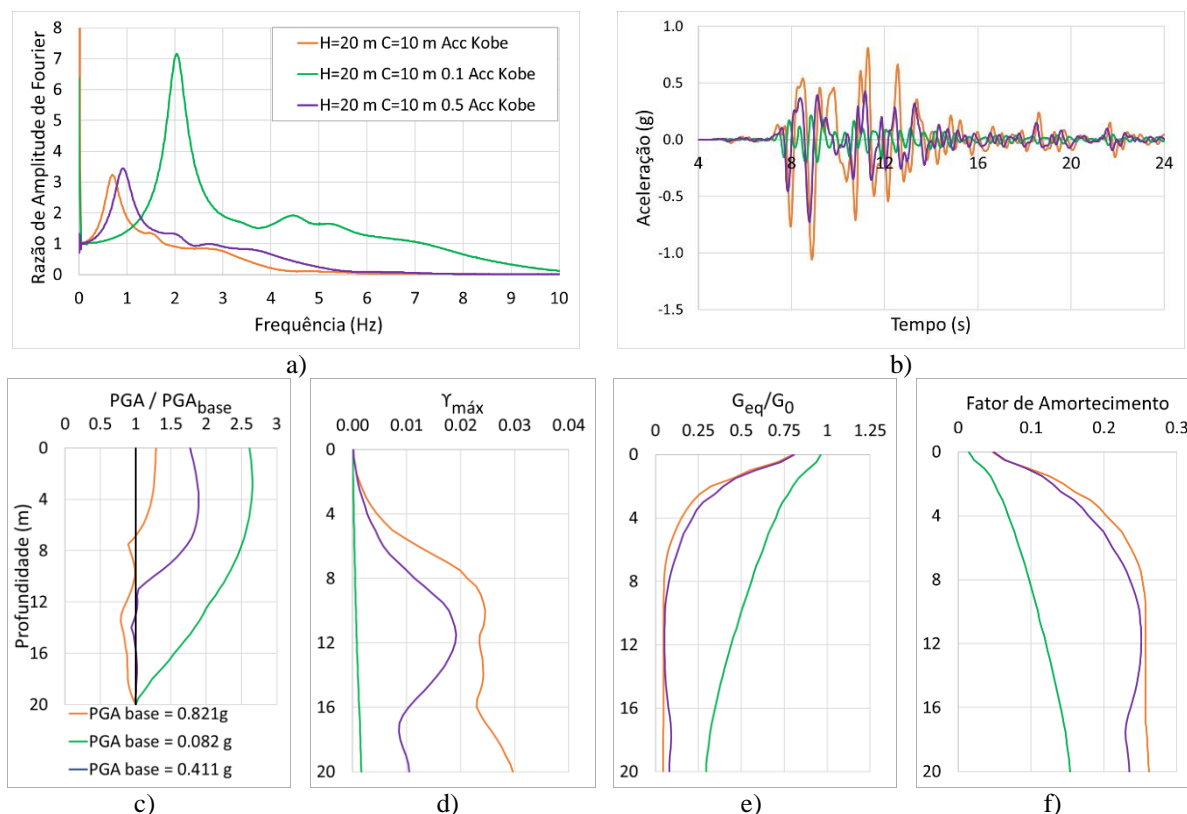 Razão de Amplitude de Fourier
8
7
6
5
4
3
2
1
0
H=20 m C=10 m Acc Kobe
H=20 m C=10 m 0.1 Acc Kobe
H=20 m C=10 m 0.5 Acc Kobe
0 1 2 3 4 5 6 7 8 9 10
Frequência (Hz)
a)
Aceleração (g)
1.0
0.5
0.0
-0.5
-1.0
-1.5
4 8 12 16 20 24
Tempo (s)
b)
PGA / PGAbase
0 0.5 1 1.5 2 2.5 3
Profundidade (m)
0
4
8
12
16
20
PGA base = 0.821g
PGA base = 0.082 g
PGA base = 0.411 g
c)
ϒmáx
0.00 0.01 0.02 0.03 0.04
0
4
8
12
16
20
d)
Geq/G0
0 0.25 0.5 0.75 1 1.25
0
4
8
12
16
20
e)
Fator de Amortecimento
0 0.1 0.2 0.3
0
4
8
12
16
20
f)